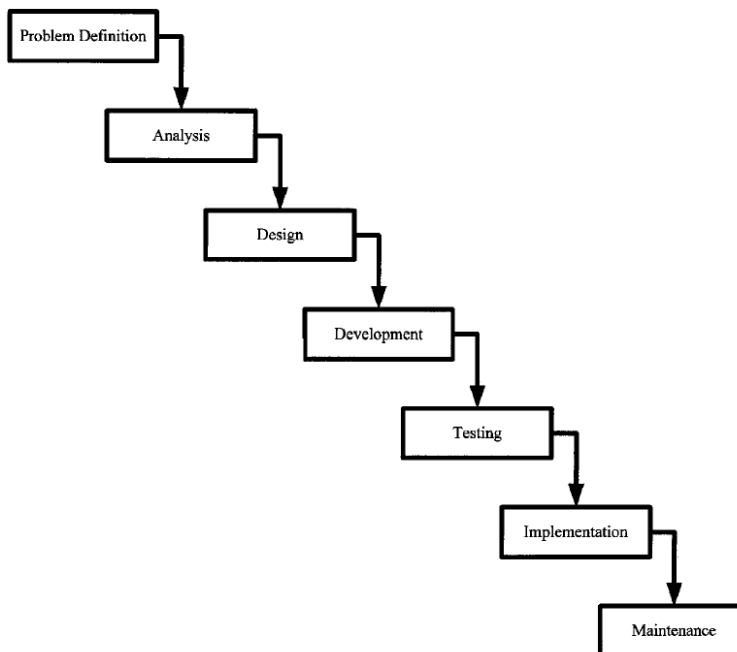 Problem Definition
Analysis
Design
Development
Testing
Implementation
Maintenance